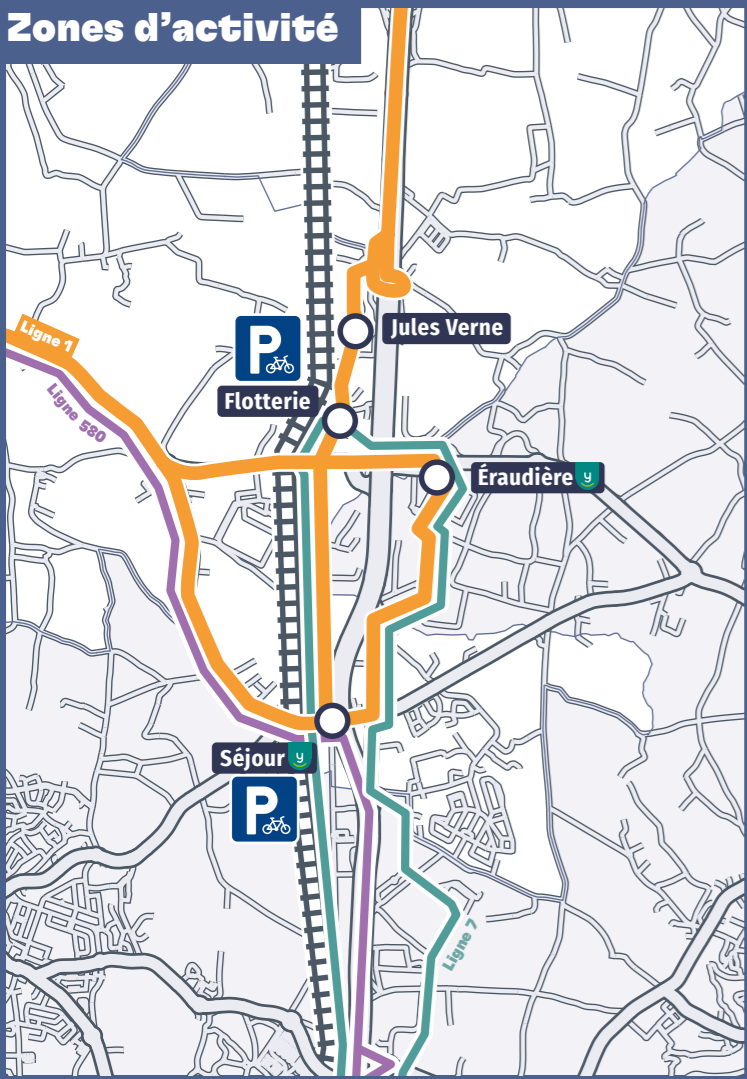 Zones d’activité
Ligne 1
Jules Verne
P
Flotterie
Ligne 580
Éraudière y
Séjour y
P
Ligne 7